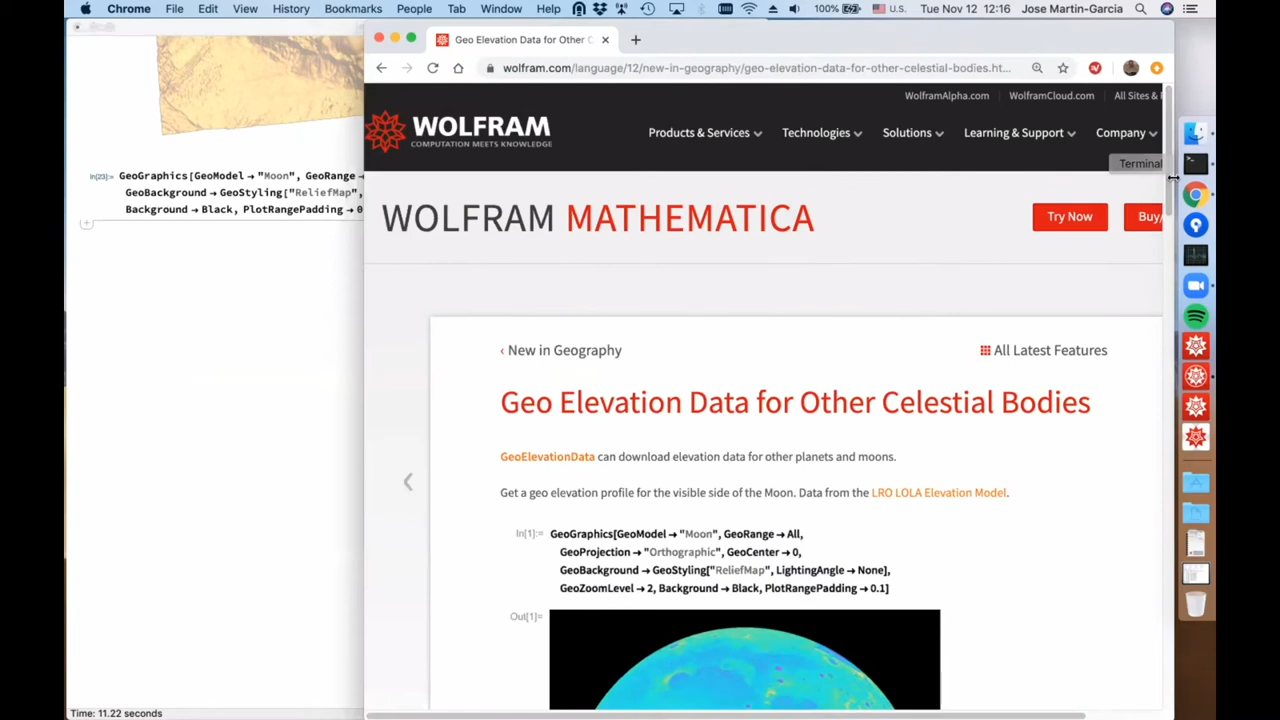 Chrome File Edit View History Bookmarks People Tab Window Help 100% U.S. Tue Nov 12 12:16 Jose Martin-Garcia
Geo Elevation Data for Other C
wolfram.com/language/12/new-in-geography/geo-elevation-data-for-other-celestial-bodies.ht...
WolframAlpha.com WolframCloud.com All Sites &
WOLFRAM
COMPUTATION MEETS KNOWLEDGE
Products & Services Technologies Solutions Learning & Support Company
Terminal
In[23]:= GeoGraphics[GeoModel → "Moon", GeoRange →
GeoBackground → GeoStyling["ReliefMap",
Background → Black, PlotRangePadding → 0
WOLFRAM MATHEMATICA
Try Now Buy/
‹ New in Geography All Latest Features
Geo Elevation Data for Other Celestial Bodies
GeoElevationData can download elevation data for other planets and moons.
Get a geo elevation profile for the visible side of the Moon. Data from the LRO LOLA Elevation Model.
In[1]:= GeoGraphics[GeoModel → "Moon", GeoRange → All,
GeoProjection → "Orthographic", GeoCenter → 0,
GeoBackground → GeoStyling["ReliefMap", LightingAngle → None],
GeoZoomLevel → 2, Background → Black, PlotRangePadding → 0.1]
Out[1]=
Time: 11.22 seconds